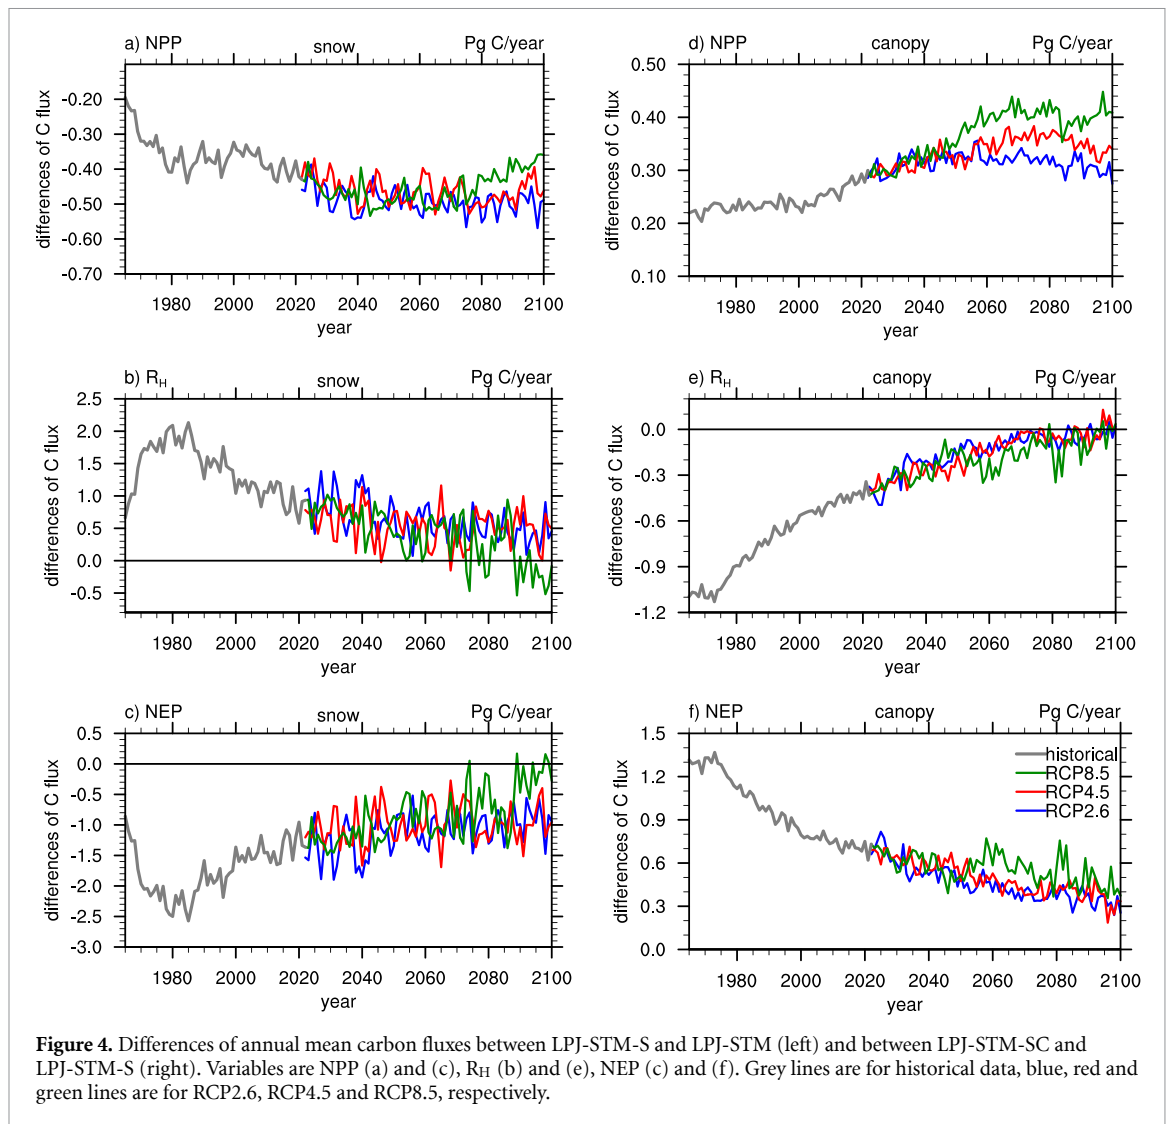 a) NPP snow Pg C/year
differences of C flux
-0.20
-0.30
-0.40
-0.50
-0.60
-0.70
1980 2000 2020 2040 2060 2080 2100
year
d) NPP canopy Pg C/year
differences of C flux
0.50
0.40
0.30
0.20
0.10
1980 2000 2020 2040 2060 2080 2100
year
b) RH snow Pg C/year
differences of C flux
2.5
2.0
1.5
1.0
0.5
0.0
-0.5
1980 2000 2020 2040 2060 2080 2100
year
e) RH canopy Pg C/year
differences of C flux
0.0
-0.3
-0.6
-0.9
-1.2
1980 2000 2020 2040 2060 2080 2100
year
c) NEP snow Pg C/year
differences of C flux
0.5
0.0
-0.5
-1.0
-1.5
-2.0
-2.5
-3.0
1980 2000 2020 2040 2060 2080 2100
year
f) NEP canopy Pg C/year
differences of C flux
1.5
1.2
0.9
0.6
0.3
0.0
historical
RCP8.5
RCP4.5
RCP2.6
1980 2000 2020 2040 2060 2080 2100
year
Figure 4. Differences of annual mean carbon fluxes between LPJ-STM-S and LPJ-STM (left) and between LPJ-STM-SC and
LPJ-STM-S (right). Variables are NPP (a) and (c), RH (b) and (e), NEP (c) and (f). Grey lines are for historical data, blue, red and
green lines are for RCP2.6, RCP4.5 and RCP8.5, respectively.